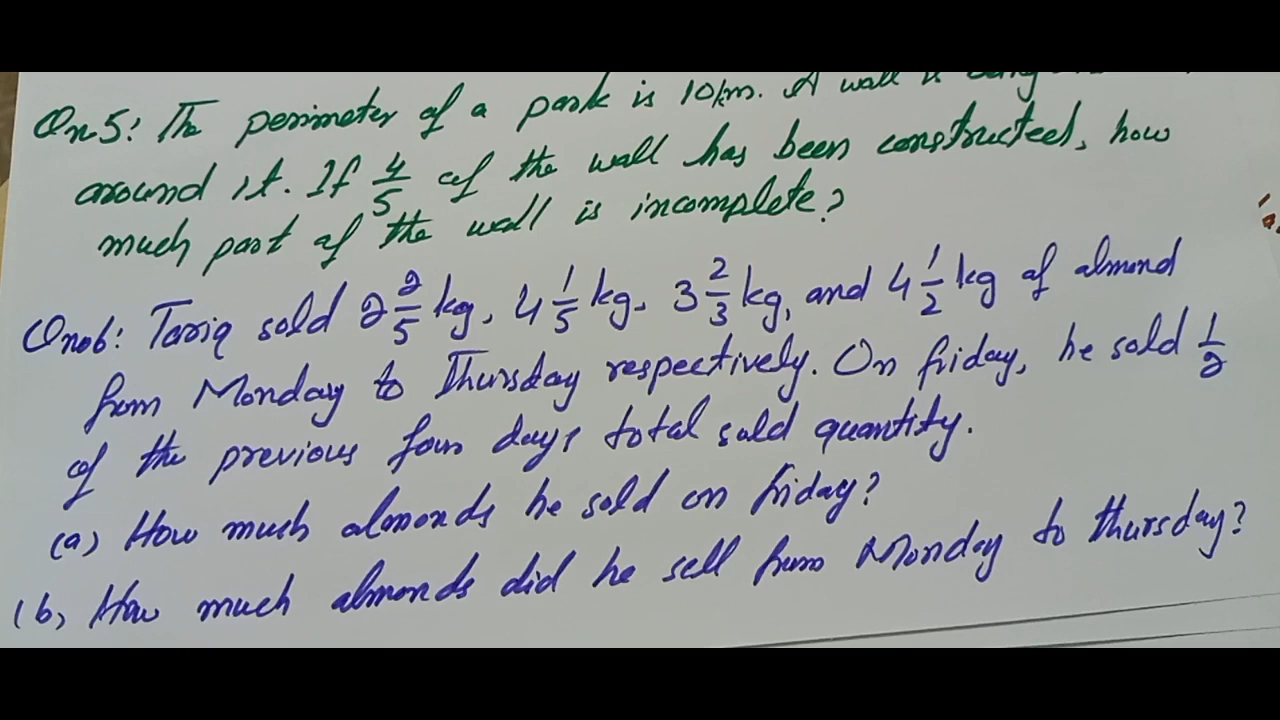 Qn5: The perimeter of a park is 10km. A wall is being
around it. If 4/5 of the wall has been constructed, how
much part of the wall is incomplete?
Qno6: Tariq sold 2 2/5 kg, 4 1/5 kg, 3 2/3 kg, and 4 1/2 kg of almond
from Monday to Thursday respectively. On friday, he sold 1/2
of the previous four days total sold quantity.
(a) How much almonds he sold on friday?
(b) How much almonds did he sell from Monday to thursday?